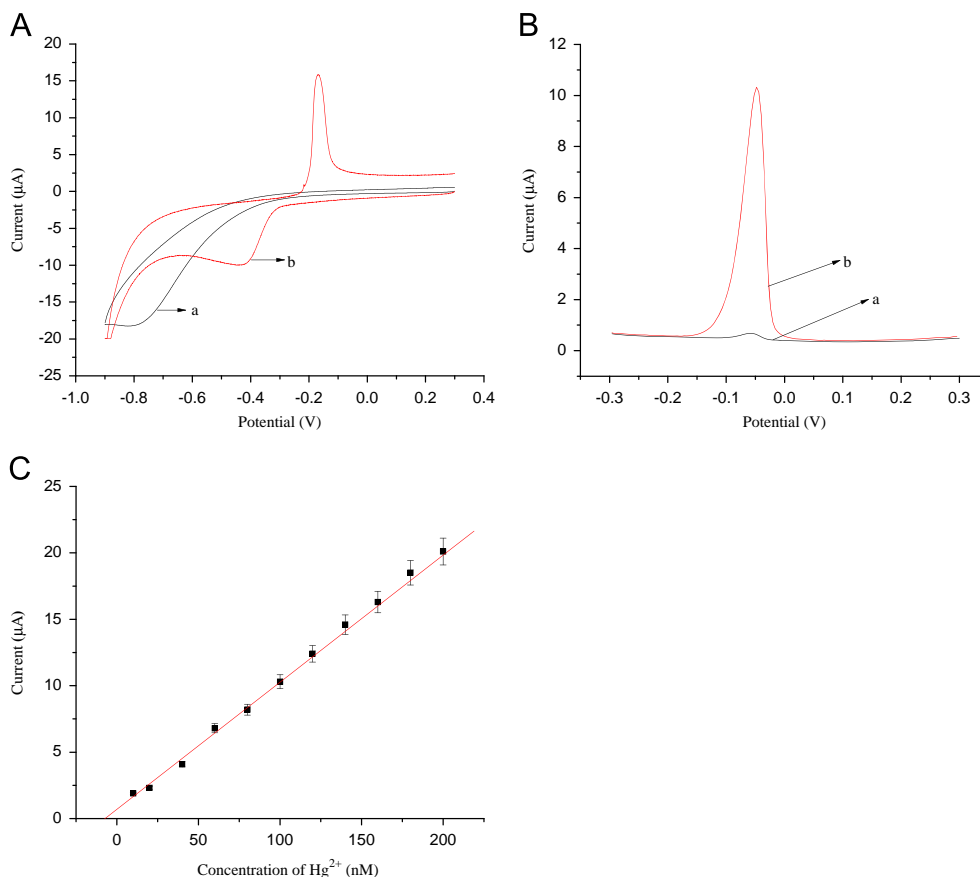 A
20
15
10
5
0
-5
-10
-15
-20
-25
Current (µA)
b
a
-1.0 -0.8 -0.6 -0.4 -0.2 0.0 0.2 0.4
Potential (V)
B
12
10
8
6
4
2
0
Current (µA)
b
a
-0.3 -0.2 -0.1 0.0 0.1 0.2 0.3
Potential (V)
C
25
20
15
10
5
0
Current (µA)
0 50 100 150 200
Concentration of Hg²⁺ (nM)